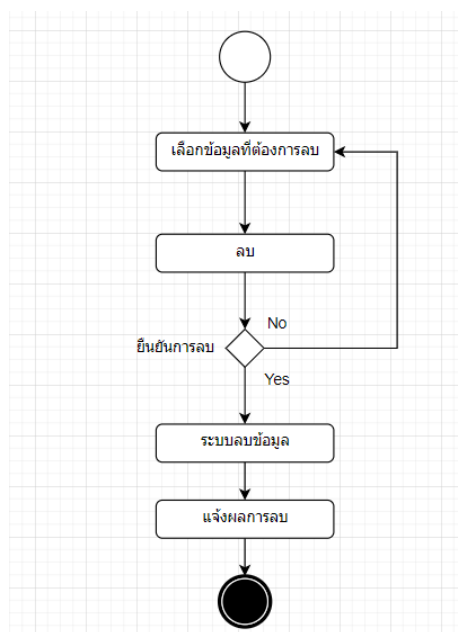 เลือกข้อมูลที่ต้องการลบ
ลบ
No
ยืนยันการลบ
Yes
ระบบลบข้อมูล
แจ้งผลการลบ